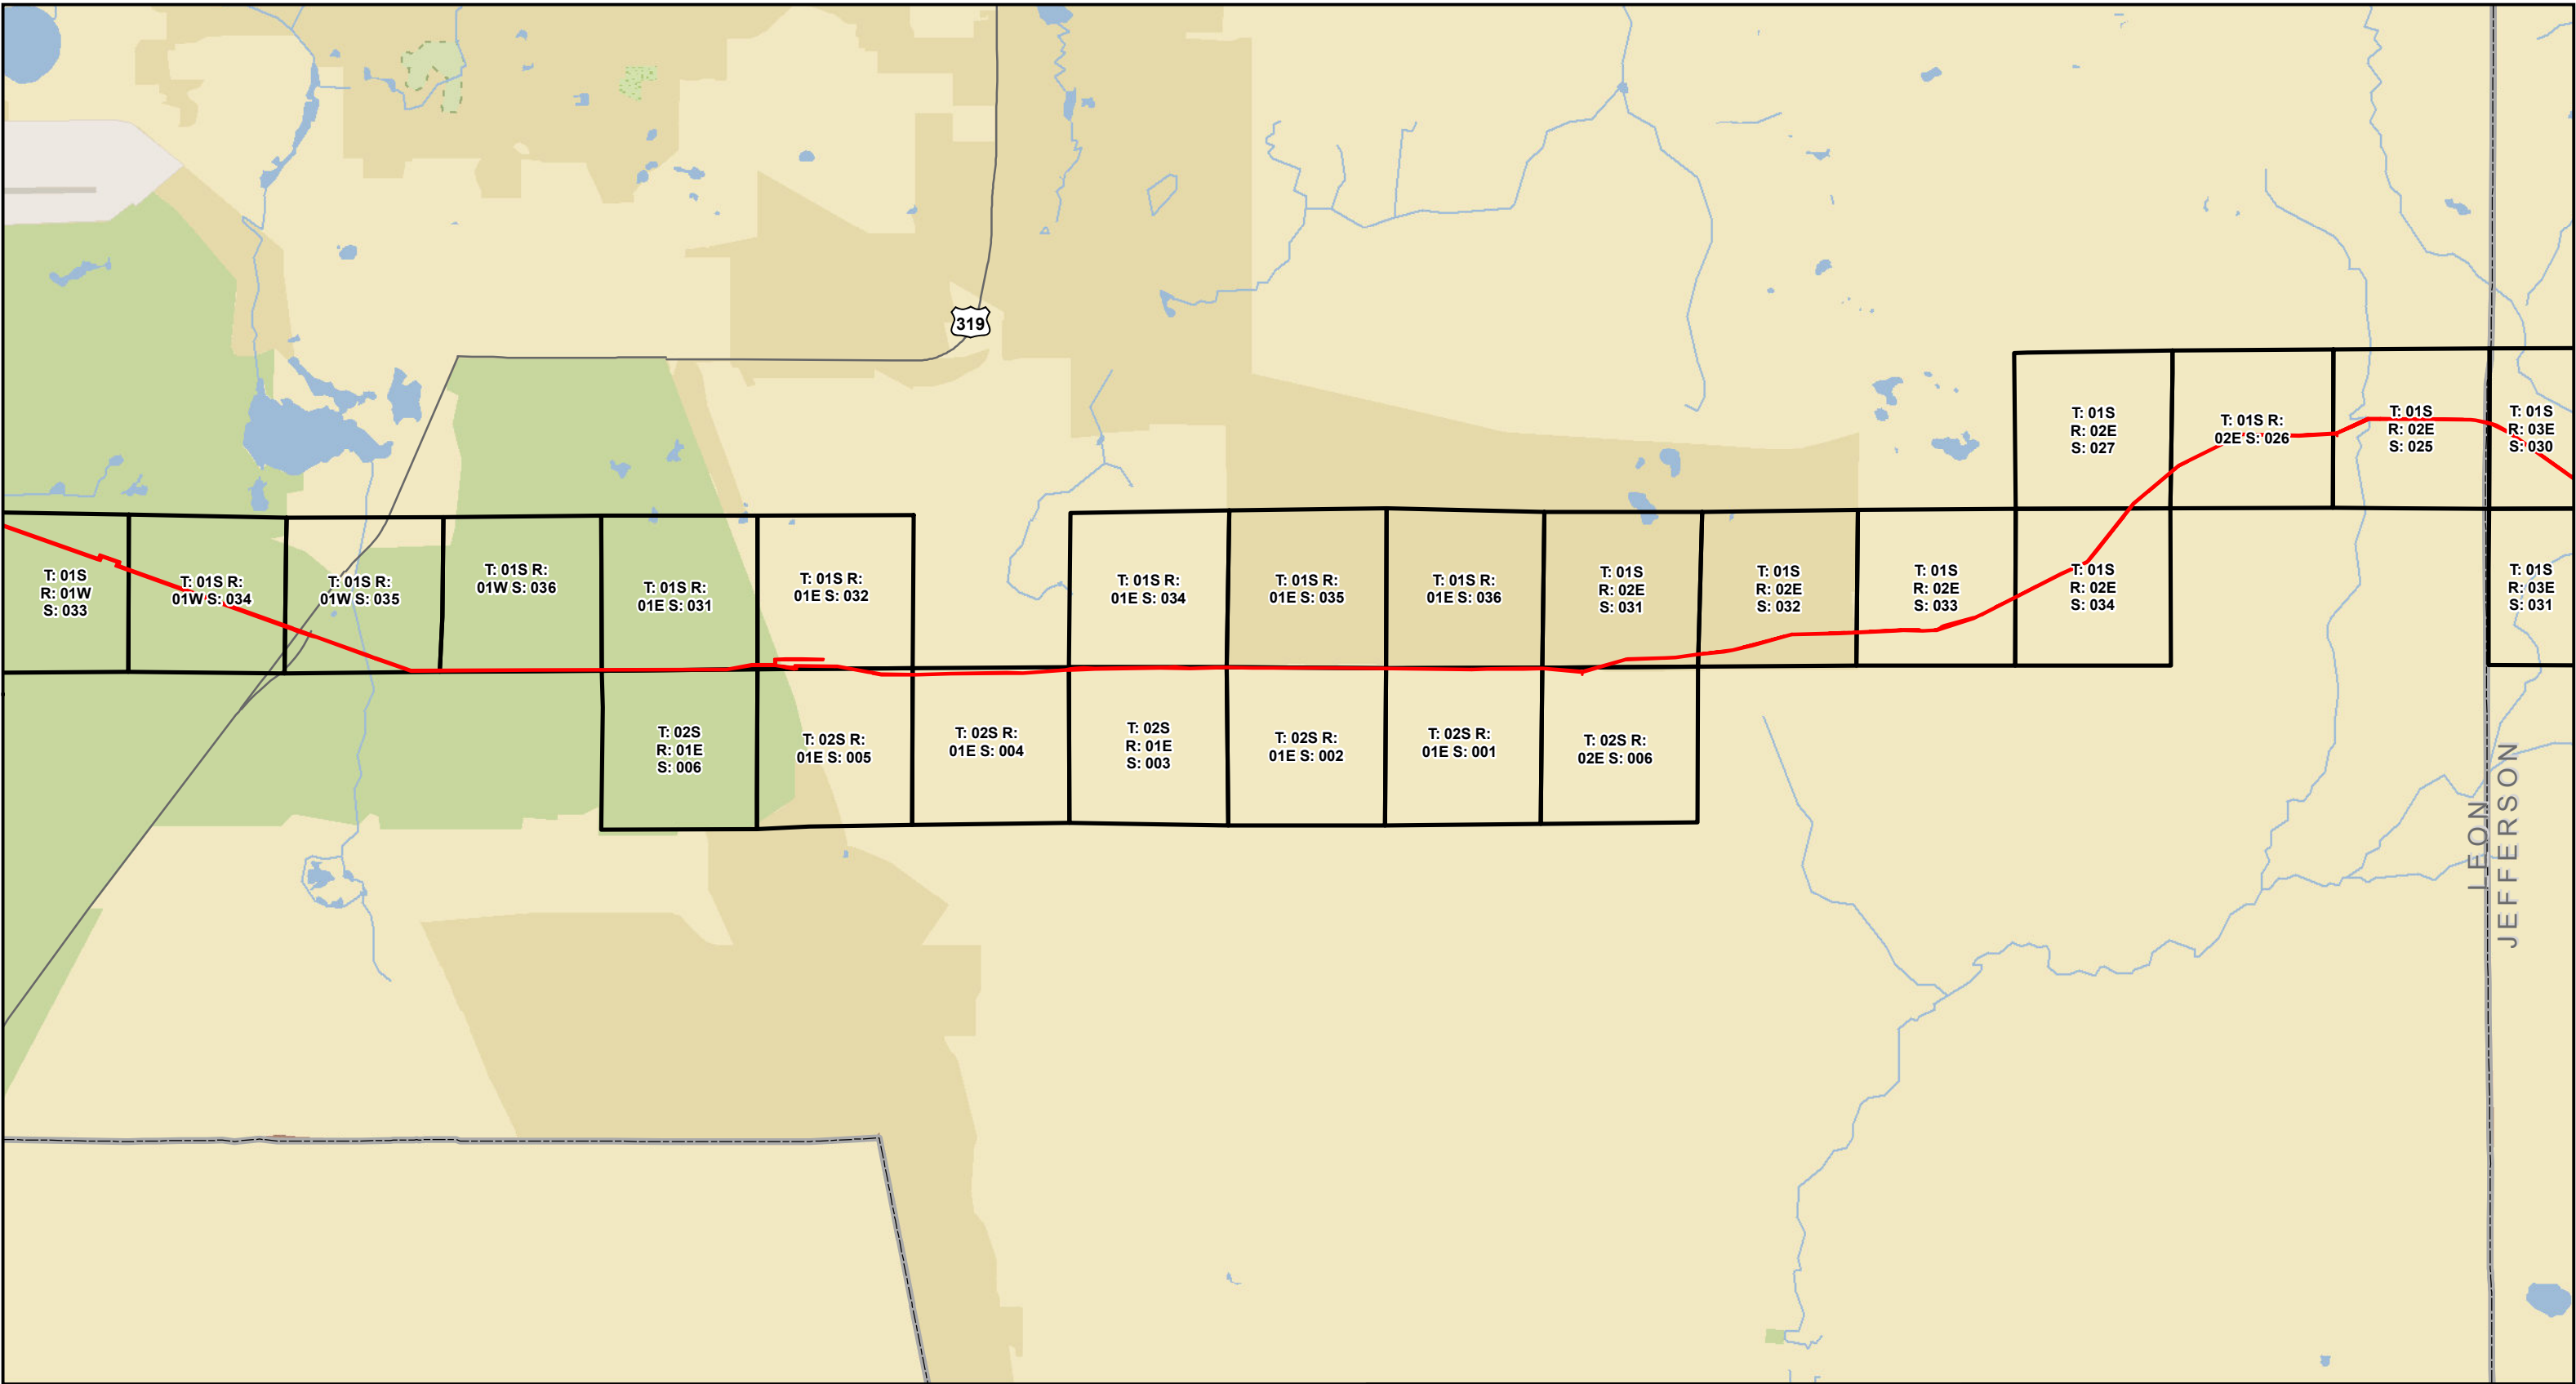 319
T: 01S
R: 02E
S: 027
T: 01S R:
02E S: 026
T: 01S
R: 02E
S: 025
T: 01S
R: 03E
S: 030
T: 01S
R: 01W
S: 033
T: 01S R:
01W S: 034
T: 01S R:
01W S: 035
T: 01S R:
01W S: 036
T: 01S R:
01E S: 031
T: 01S R:
01E S: 032
T: 01S R:
01E S: 034
T: 01S R:
01E S: 035
T: 01S R:
01E S: 036
T: 01S
R: 02E
S: 031
T: 01S
R: 02E
S: 032
T: 01S
R: 02E
S: 033
T: 01S
R: 02E
S: 034
T: 01S
R: 03E
S: 031
T: 02S
R: 01E
S: 006
T: 02S R:
01E S: 005
T: 02S R:
01E S: 004
T: 02S
R: 01E
S: 003
T: 02S R:
01E S: 002
T: 02S R:
01E S: 001
T: 02S R:
02E S: 006
LEON
JEFFERSON